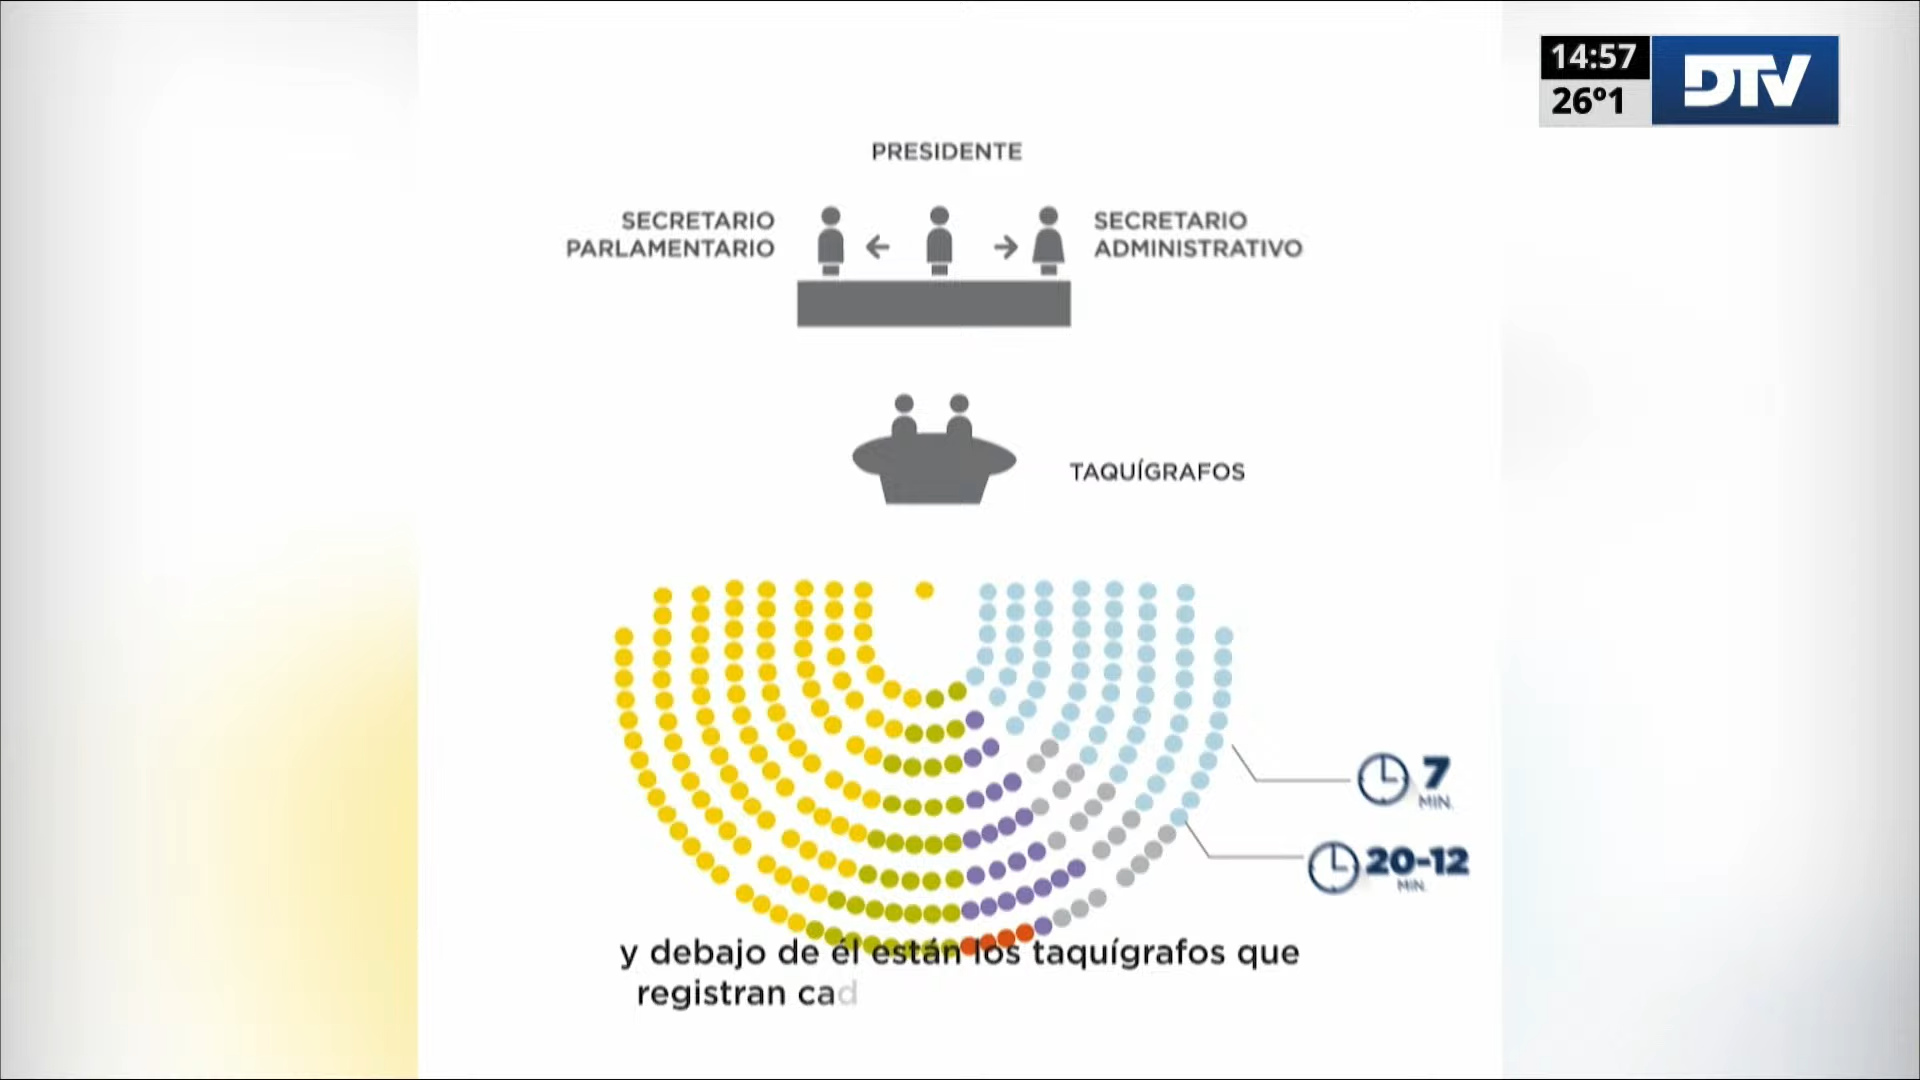 14:57
26º1
DTV
PRESIDENTE
SECRETARIO
PARLAMENTARIO
SECRETARIO
ADMINISTRATIVO
TAQUÍGRAFOS
7
MIN.
20-12
MIN.
y debajo de él están los taquígrafos que
registran cad